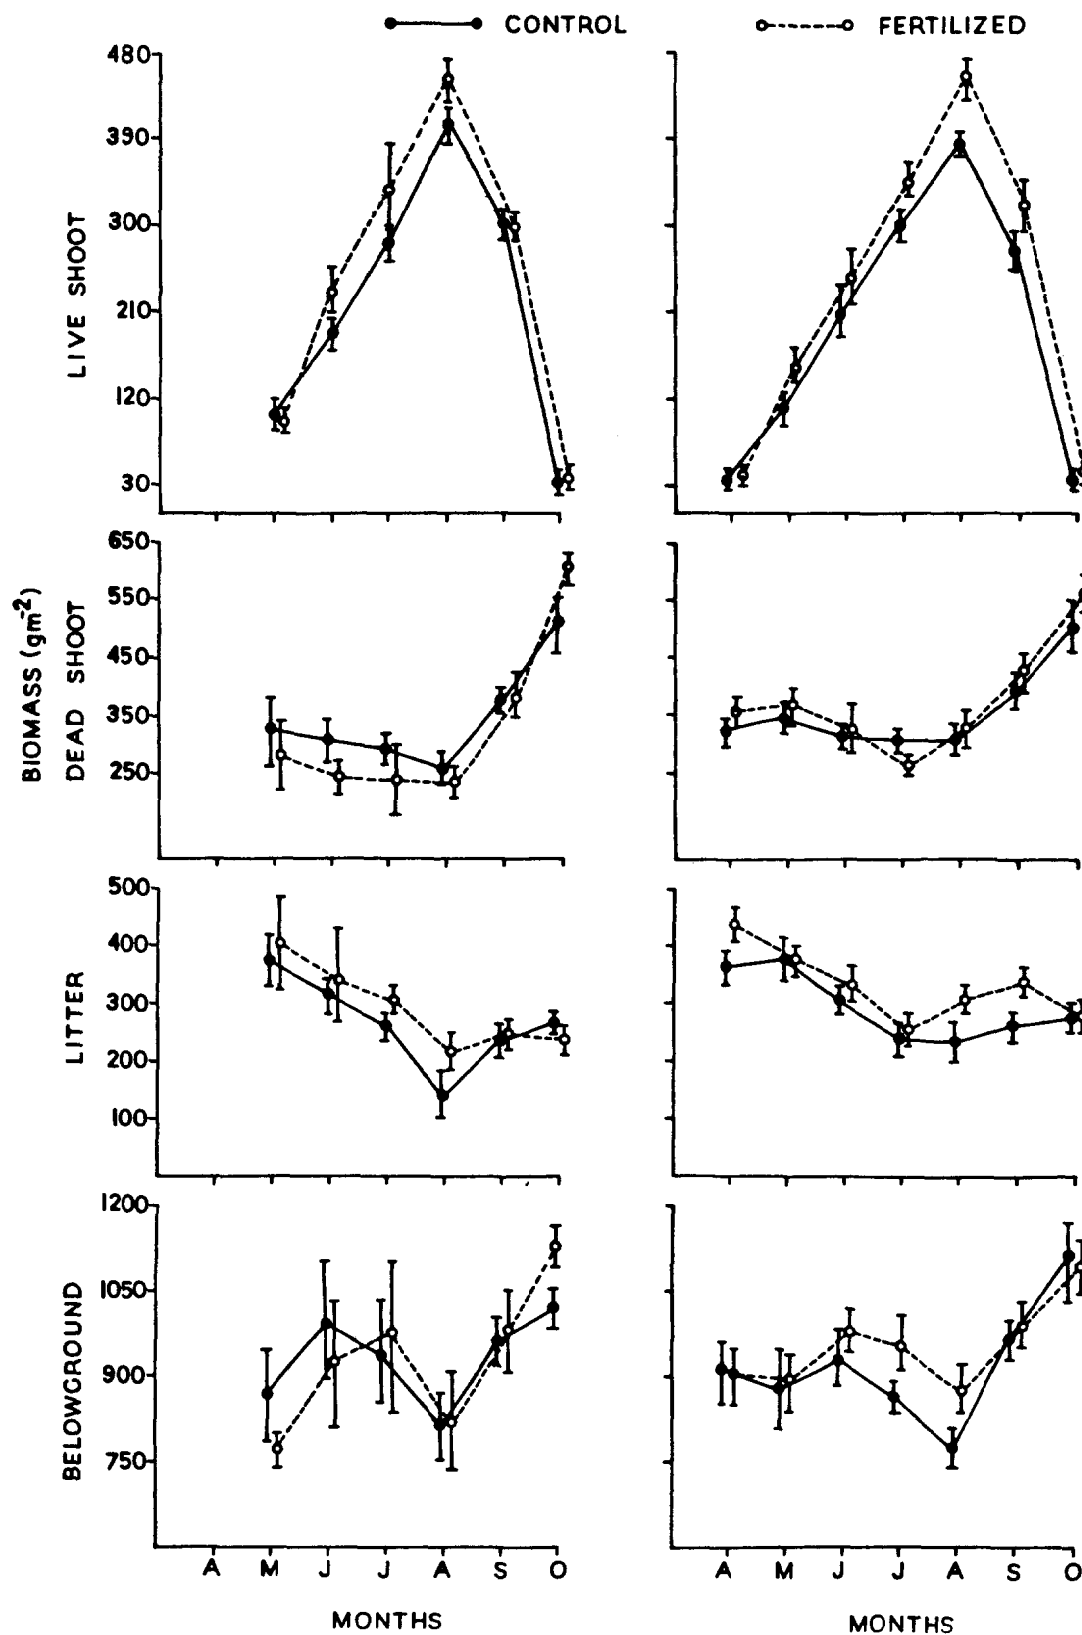 CONTROL FERTILIZED
480
390
300
210
120
30
LIVE SHOOT
650
550
450
350
250
BIOMASS (gm-2)
DEAD SHOOT
500
400
300
200
100
LITTER
1200
1050
900
750
BELOWGROUND
A M J J A S O A M J J A S O
MONTHS MONTHS